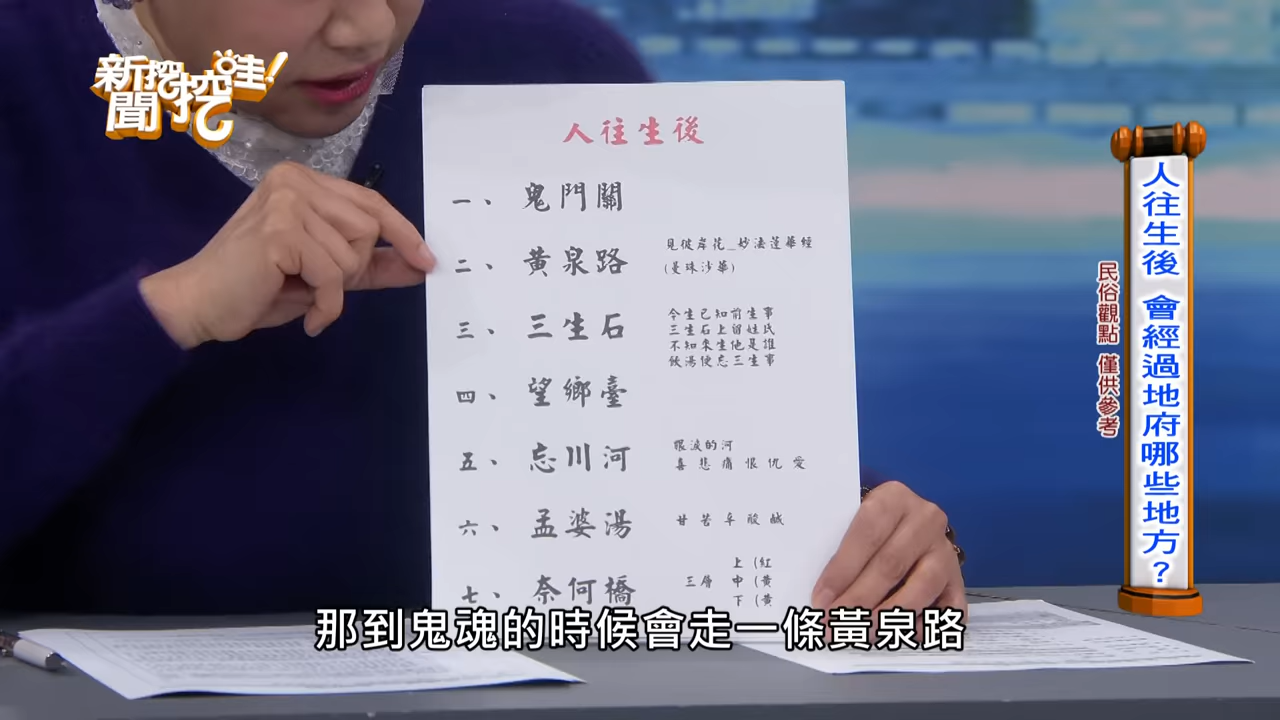 新聞挖挖哇！
人往生後
一、鬼門關
二、黃泉路
見彼岸花_妙法蓮華經
(曼珠沙華)
三、三生石
今生已知前生事
三生石上留姓氏
不知來生他是誰
飲湯便忘三生事
四、望鄉臺
五、忘川河
眼淚的河
喜悲痛恨仇愛
六、孟婆湯
甘苦辛酸鹹
七、奈何橋
三層
上(紅
中(黃
下(黃
人往生後 會經過地府哪些地方？
民俗觀點 僅供參考
那到鬼魂的時候會走一條黃泉路